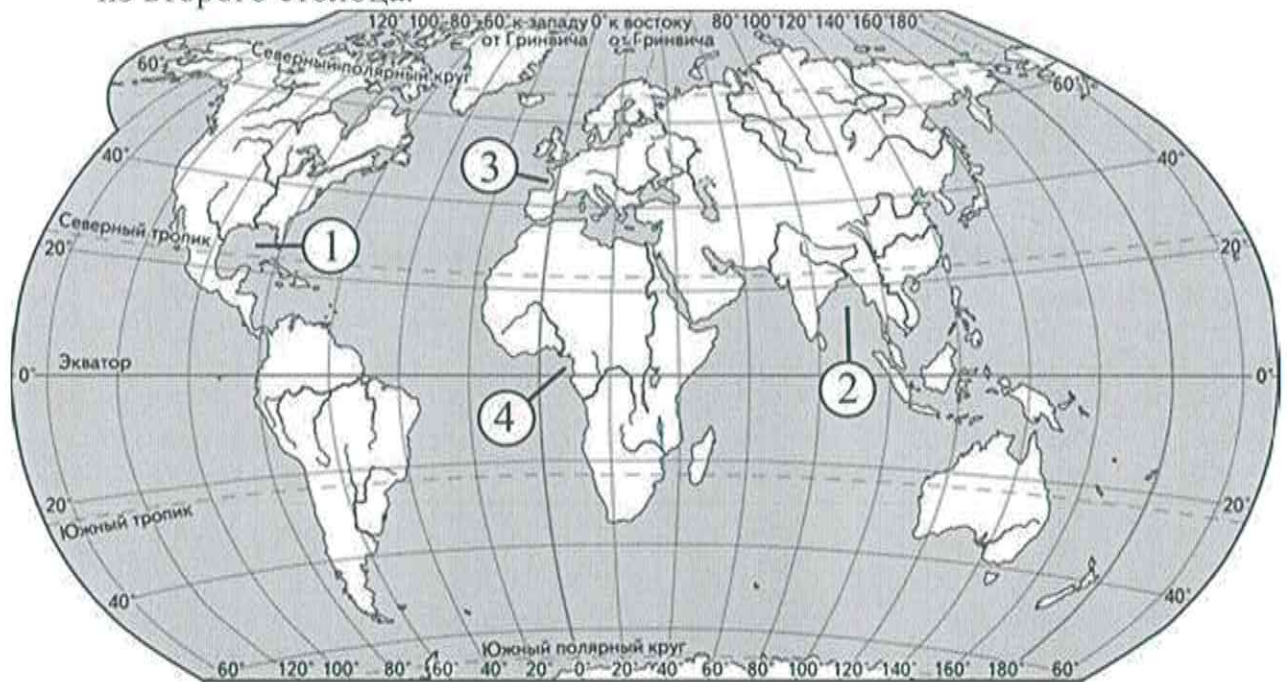 из второго столбца.
120° 100° 80° 60° к западу 0° к востоку 80° 100° 120° 140° 160° 180°
от Гринвича от Гринвича
Северный полярный круг
60° 60°
3
40° 40°
Северный тропик
1
20° 20°
Экватор
0° 0°
2
4
20° 20°
Южный тропик
40° 40°
Южный полярный круг
60° 120° 100° 80° 60° 40° 20° 0° 20° 40° 60° 80° 100° 120° 140° 160° 180° 60°